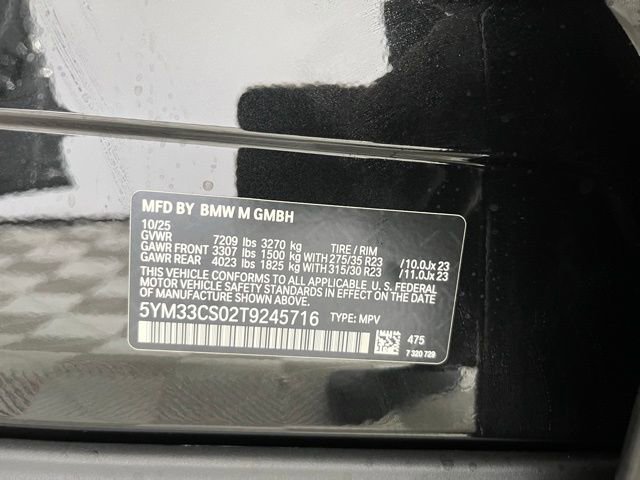 MFD BY BMW M GMBH
10/25
GVWR 7209 lbs 3270 kg TIRE / RIM
GAWR FRONT 3307 lbs 1500 kg WITH 275/35 R23 /10.0Jx 23
GAWR REAR 4023 lbs 1825 kg WITH 315/30 R23 /11.0Jx 23
THIS VEHICLE CONFORMS TO ALL APPLICABLE U. S. FEDERAL
MOTOR VEHICLE SAFETY STANDARDS IN EFFECT ON THE
DATE OF MANUFACTURE SHOWN ABOVE.
5YM33CS02T9245716 TYPE: MPV
475
7 320 729